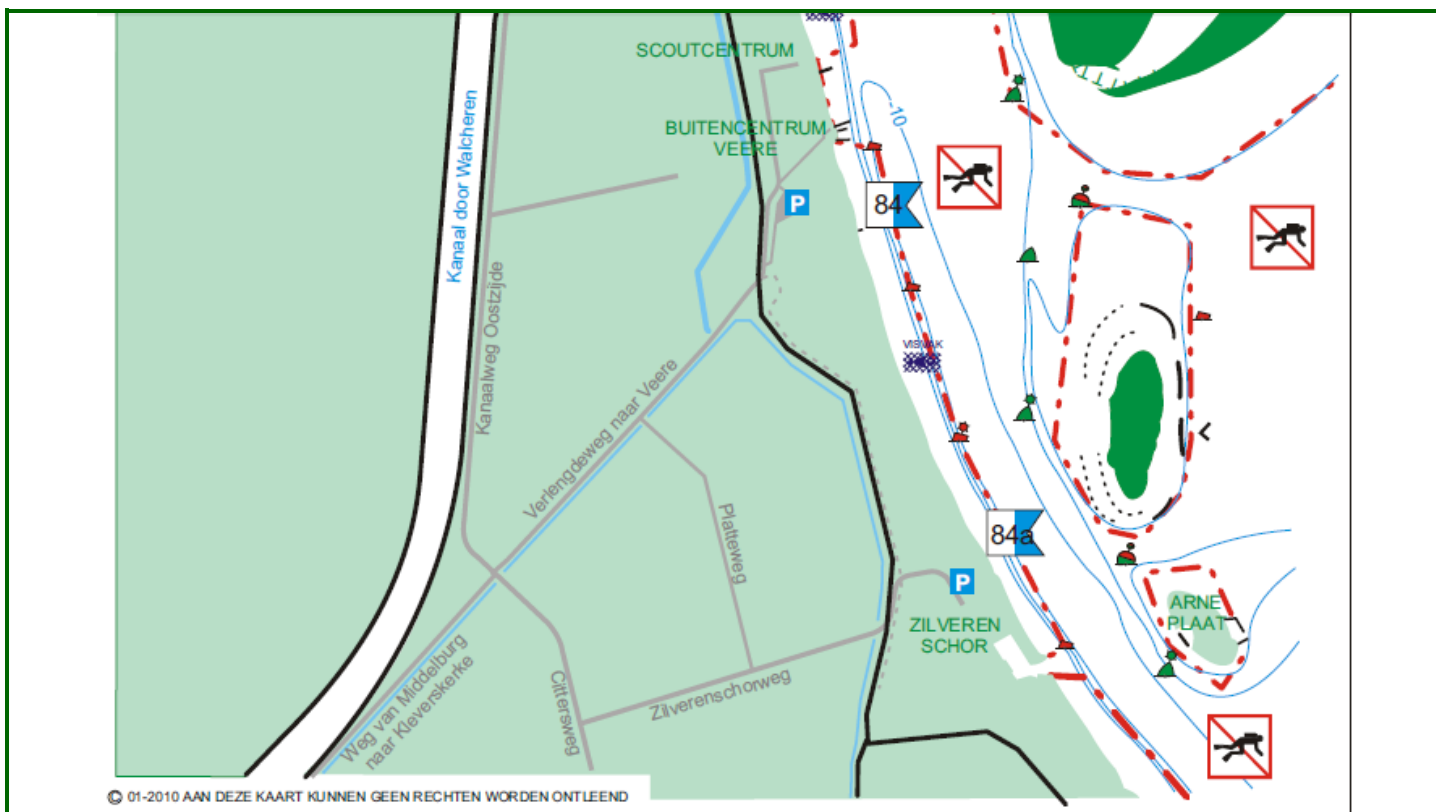 SCOUTCENTRUM
-10
BUITENCENTRUM
VEERE
P
84
Kanaal door Walcheren
Kanaalweg Oostzijde
VISVAK
Verlengdeweg naar Veere
Platteweg
84a
P
ZILVEREN
SCHOR
ARNE
PLAAT
Weg van Middelburg
naar Kleverskerke
Cittersweg
Zilverenschorweg
© 01-2010 AAN DEZE KAART KUNNEN GEEN RECHTEN WORDEN ONTLEEND